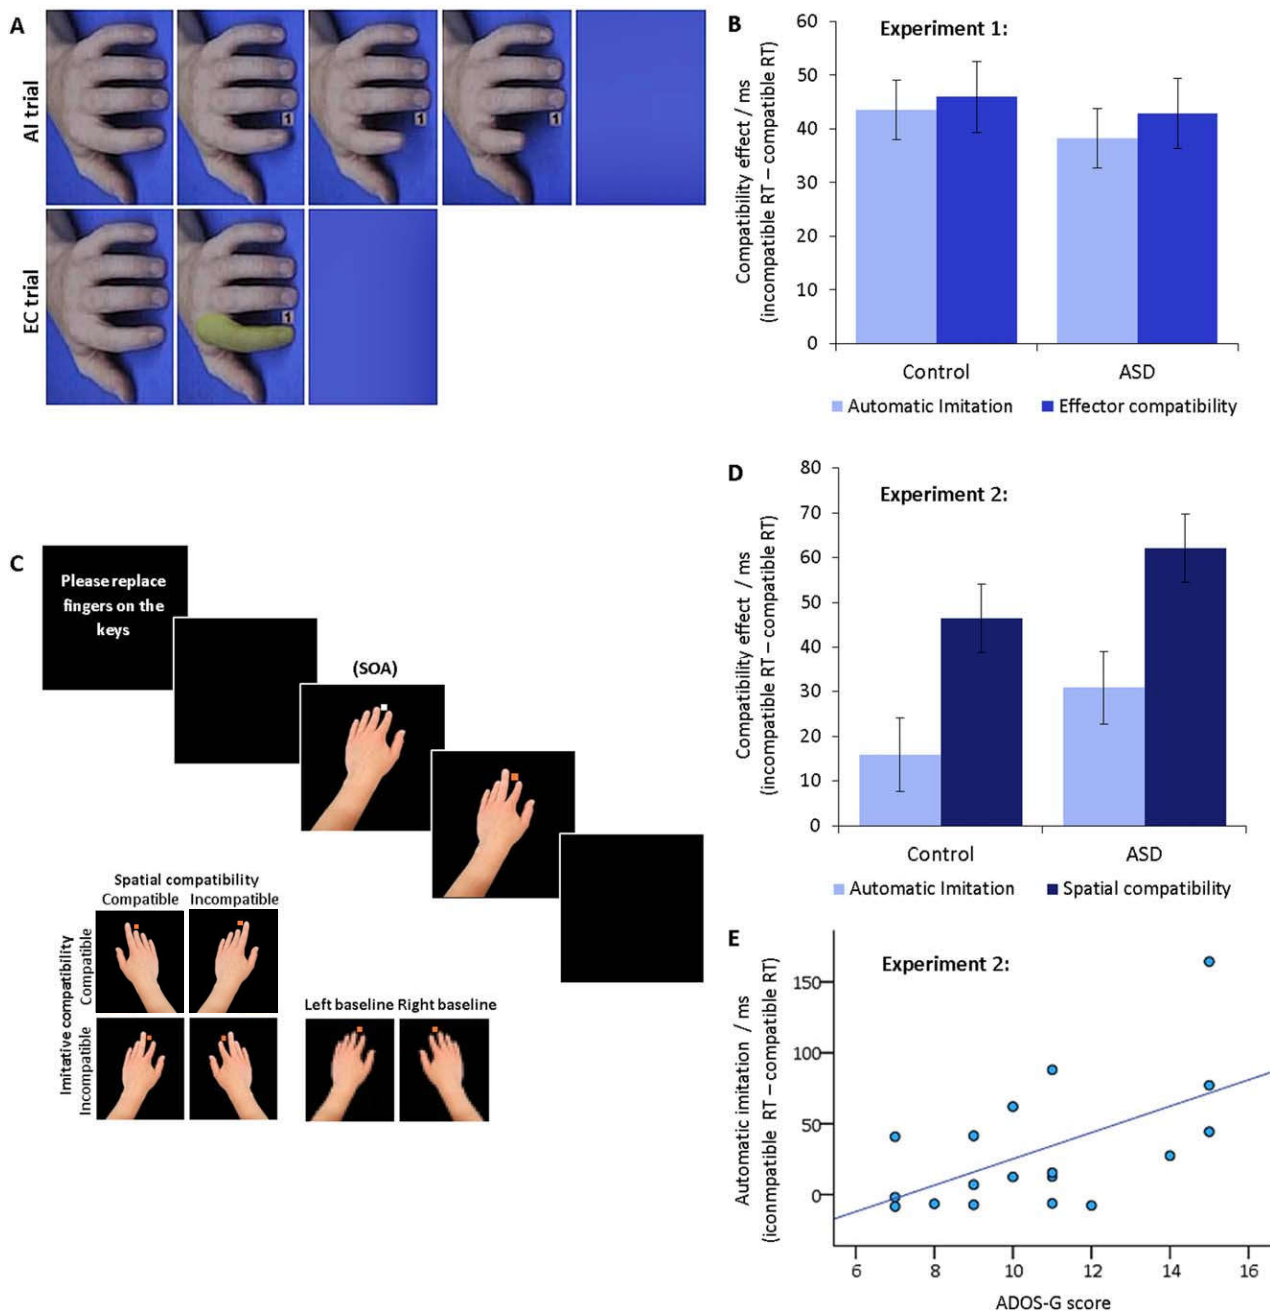 A
AI trial
1
1
1
EC trial
1
B
Experiment 1:
Compatibility effect / ms
(incompatible RT – compatible RT)
60
50
40
30
20
10
0
Control
ASD
Automatic Imitation
Effector compatibility
C
Please replace
fingers on the
keys
(SOA)
Spatial compatibility
Compatible Incompatible
Imitative compatibility
Compatible
Incompatible
Left baseline Right baseline
D
Experiment 2:
Compatibility effect / ms
(incompatible RT – compatible RT)
80
70
60
50
40
30
20
10
0
Control
ASD
Automatic Imitation
Spatial compatibility
E
Experiment 2:
Automatic imitation / ms
(iconmpatible RT – compatible RT)
150
100
50
0
6 8 10 12 14 16
ADOS-G score